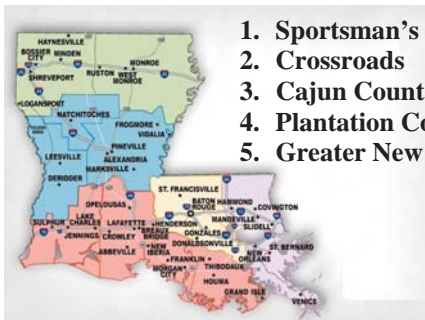 1. Sportsman's
2. Crossroads
3. Cajun
4. Plantation
5. Greater New
HAYNESVILLE
BOSSIER CITY
MINDEN
MONROE
SHREVEPORT
RUSTON
WEST MONROE
LOGANSPORT
NATCHITOCHES
FROGMORE
VIDALIA
PINEVILLE
LEESVILLE
ALEXANDRIA
MARKSVILLE
DERIDDER
ST. FRANCISVILLE
OPELOUSAS
BATON ROUGE
HAMMOND
COVINGTON
SULPHUR
LAKE CHARLES
LAFAYETTE
HENDERSON
MANDEVILLE
SLIDELL
JENNINGS
CROWLEY
BREAUX BRIDGE
GONZALES
DONALDSONVILLE
ST. BERNARD
ABBEVILLE
NEW IBERIA
NEW ORLEANS
FRANKLIN
THIBODAUX
MORGAN CITY
HOUMA
GRAND ISLE
VENICE